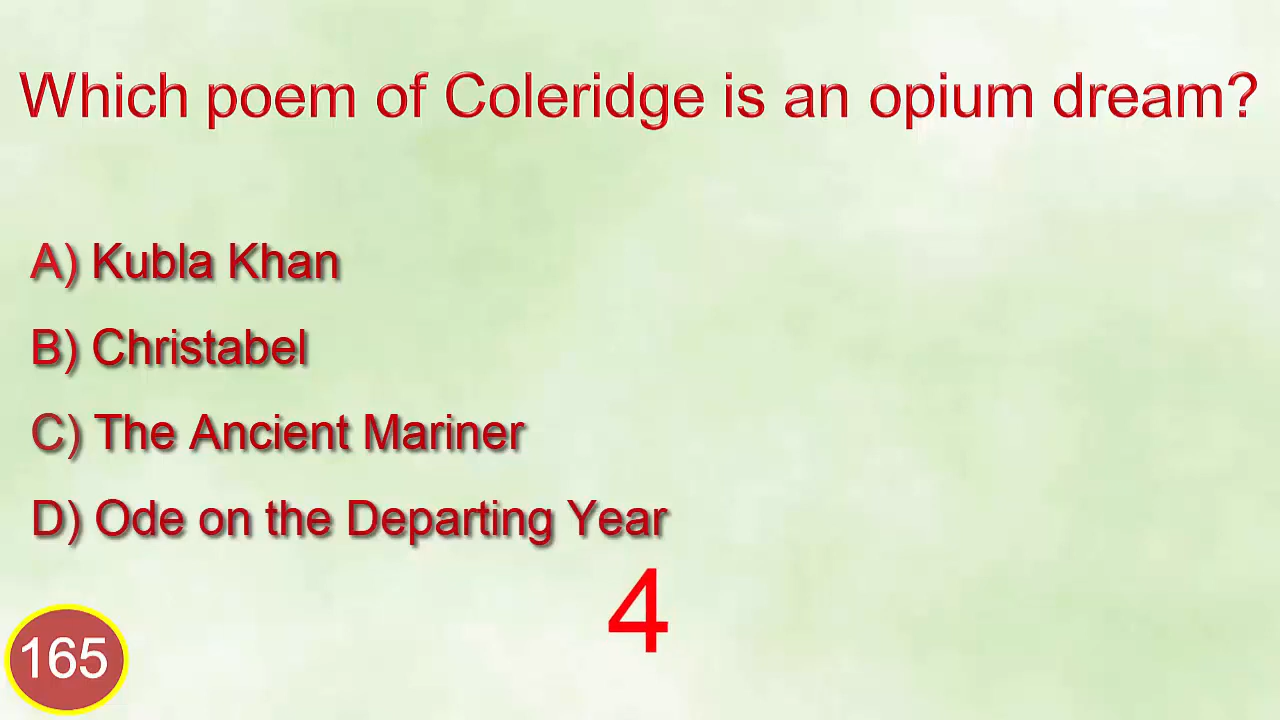 Which poem of Coleridge is an opium dream?
A) Kubla Khan
B) Christabel
C) The Ancient Mariner
D) Ode on the Departing Year
4
165